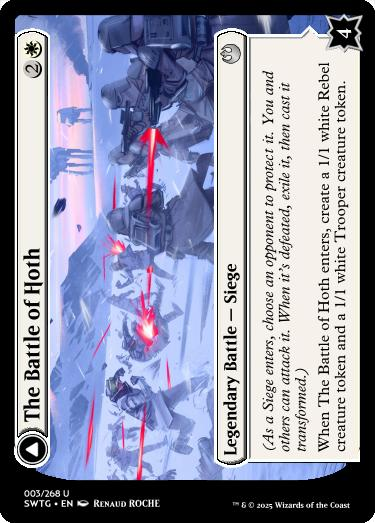 The Battle of Hoth
2
Legendary Battle — Siege
(As a Siege enters, choose an opponent to protect it. You and
others can attack it. When it's defeated, exile it, then cast it
transformed.)
When The Battle of Hoth enters, create a 1/1 white Rebel
creature token and a 1/1 white Trooper creature token.
4
003/268 U
SWTG • EN Renaud Roche
™ & © 2025 Wizards of the Coast